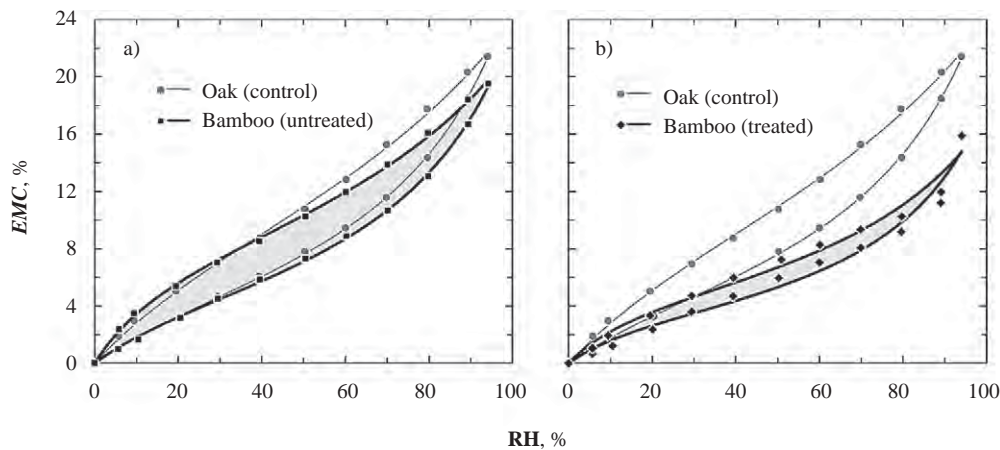 24
20
16
12
8
4
0
EMC, %
a)
Oak (control)
Bamboo (untreated)
0 20 40 60 80 100
b)
Oak (control)
Bamboo (treated)
0 20 40 60 80 100
RH, %